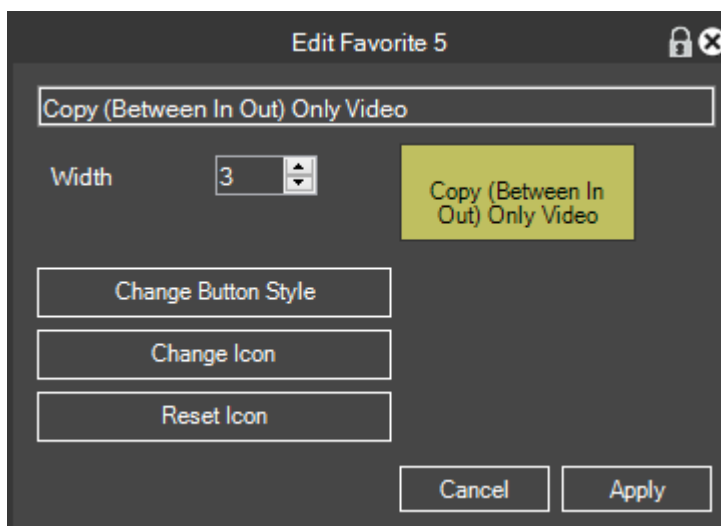 Edit Favorite 5
Copy (Between In Out) Only Video
Width
3
Copy (Between In
Out) Only Video
Change Button Style
Change Icon
Reset Icon
Cancel
Apply